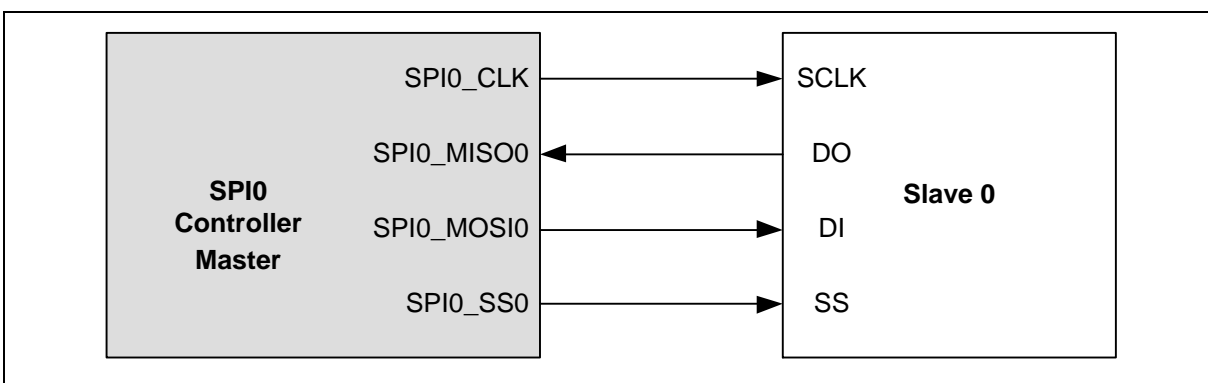 SPI0_CLK
SCLK
SPI0_MISO0
DO
SPI0
Controller
Master
Slave 0
SPI0_MOSI0
DI
SPI0_SS0
SS